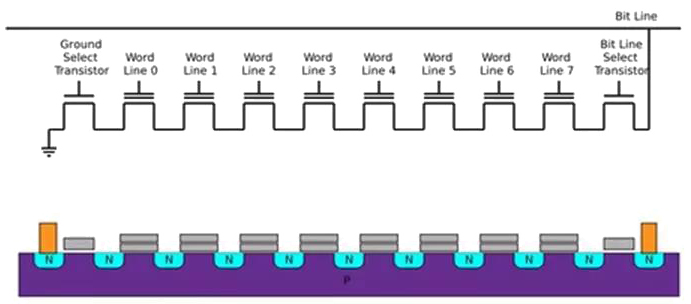 Bit Line
Ground
Select
Transistor
Word
Line 0
Word
Line 1
Word
Line 2
Word
Line 3
Word
Line 4
Word
Line 5
Word
Line 6
Word
Line 7
Bit Line
Select
Transistor
N
N
N
N
N
N
N
N
N
N
N
P